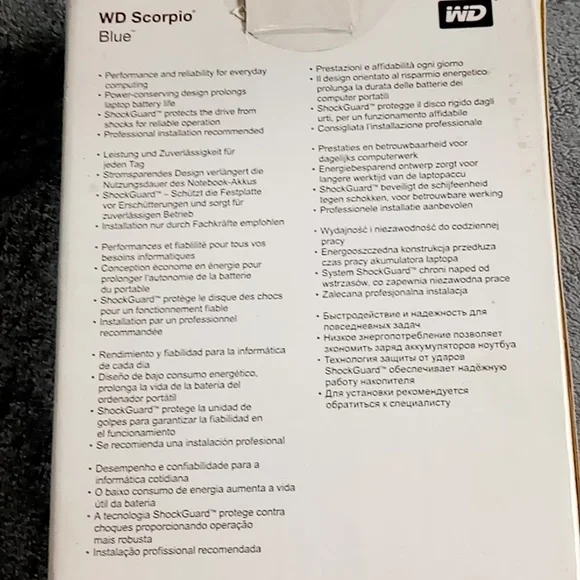 WD Scorpio™
Blue™
WD
• Performance and reliability for everyday
computing
• Power-conserving design prolongs
laptop battery life
• ShockGuard™ protects the drive from
shocks for reliable operation
• Professional installation recommended
• Leistung und Zuverlässigkeit für
jeden Tag
• Stromsparendes Design verlängert die
Nutzungsdauer des Notebook-Akkus
• ShockGuard™ – Schützt die Festplatte
vor Erschütterungen und sorgt für
zuverlässigen Betrieb
• Installation nur durch Fachkräfte empfohlen
• Performances et fiabilité pour tous vos
besoins informatiques
• Conception économe en énergie pour
prolonger l'autonomie de la batterie
du portable
• ShockGuard™ protège le disque des chocs
pour un fonctionnement fiable
• Installation par un professionnel
recommandée
• Rendimiento y fiabilidad para la informática
de cada día
• Diseño de bajo consumo energético,
prolonga la vida de la batería del
ordenador portátil
• ShockGuard™ protege la unidad de
golpes para garantizar la fiabilidad en
el funcionamiento
• Se recomienda una instalación profesional
• Desempenho e confiabilidade para a
informática cotidiana
• O baixo consumo de energia aumenta a vida
útil da bateria
• A tecnologia ShockGuard™ protege contra
choques proporcionando operação
mais robusta
• Instalação profissional recomendada
• Prestazioni e affidabilità ogni giorno
• Il design orientato al risparmio energetico
prolunga la durata delle batterie dei
computer portatili
• ShockGuard™ protegge il disco rigido dagli
urti, per un funzionamento affidabile
• Consigliata l'installazione professionale
• Prestaties en betrouwbaarheid voor
dagelijks computerwerk
• Energiebesparend ontwerp zorgt voor
langere werktijd van de laptopaccu
• ShockGuard™ beveiligt de schijfeenheid
tegen schokken, voor betrouwbare werking
• Professionele installatie aanbevolen
• Wydajność i niezawodność do codziennej
pracy
• Energooszczędna konstrukcja przedłuża
czas pracy akumulatora laptopa
• System ShockGuard™ chroni napęd od
wstrząsów, co zapewnia niezawodną pracę
• Zalecana profesjonalna instalacja
• Быстродействие и надежность для
повседневных задач
• Низкое энергопотребление позволяет
экономить заряд аккумуляторов ноутбука
• Технология защиты от ударов
ShockGuard™ обеспечивает надёжную
работу накопителя
• Для установки рекомендуется
обратиться к специалисту